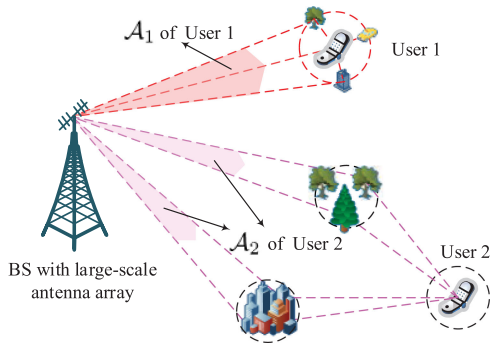 𝒜₁ of User 1
User 1
𝒜₂ of User 2
User 2
BS with large-scale
antenna array